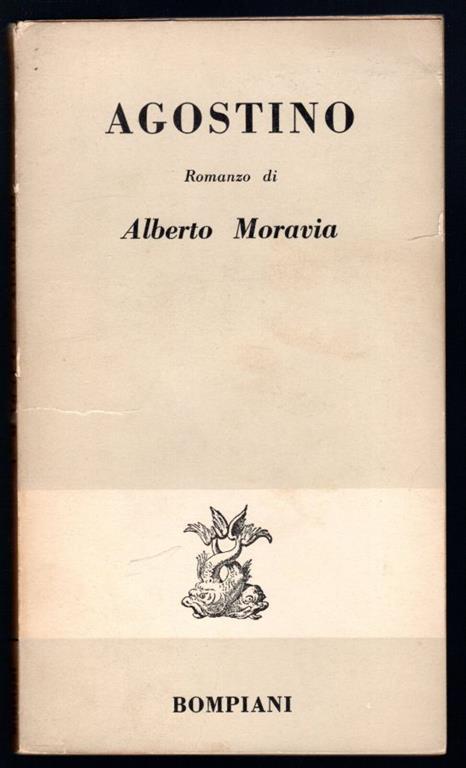 AGOSTINO
Romanzo di
Alberto Moravia
BOMPIANI